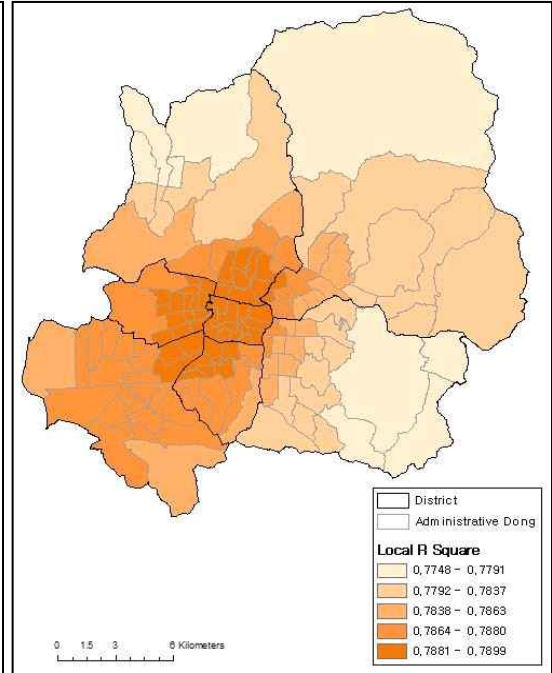 District
Administrative Dong
Local R Square
0,7748 - 0,7791
0,7792 - 0,7837
0,7838 - 0,7863
0,7864 - 0,7880
0,7881 - 0,7899
0 1.5 3 6 Kilometers